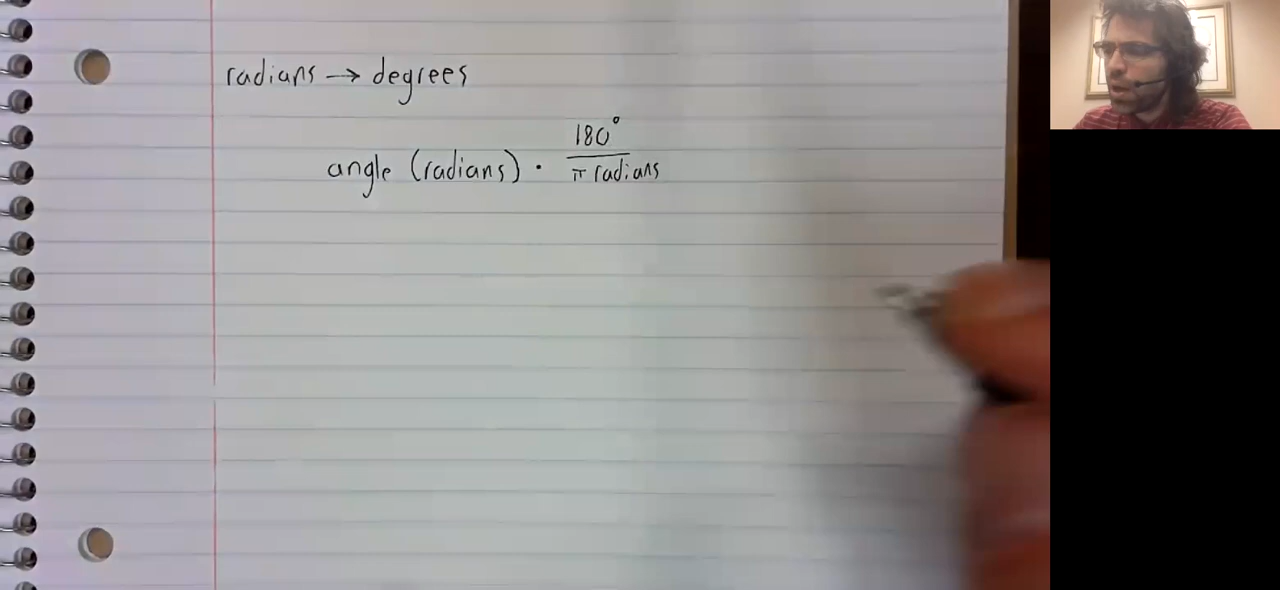 radians → degrees
angle (radians) · 180° / π radians